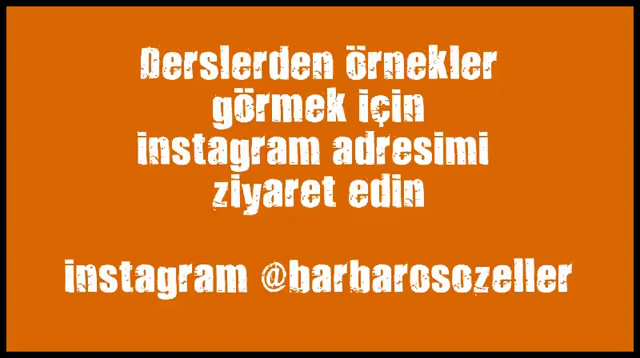 Derslerden örnekler
görmek için
instagram adresimi
ziyaret edin
instagram @barbarosozeller